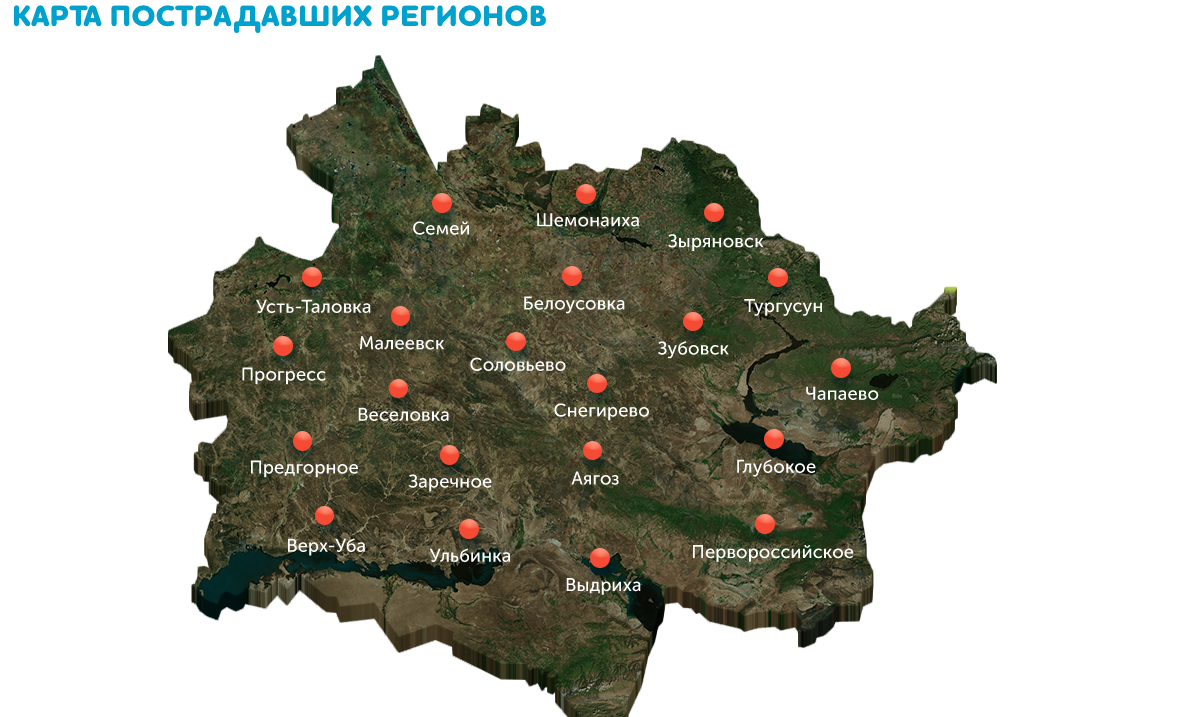 КАРТА ПОСТРАДАВШИХ РЕГИОНОВ
Семей
Шемонаиха
Зыряновск
Усть-Таловка
Белоусовка
Тургусун
Малеевск
Зубовск
Соловьево
Прогресс
Чапаево
Веселовка
Снегирево
Предгорное
Глубокое
Заречное
Аягоз
Верх-Уба
Ульбинка
Первороссийское
Выдриха